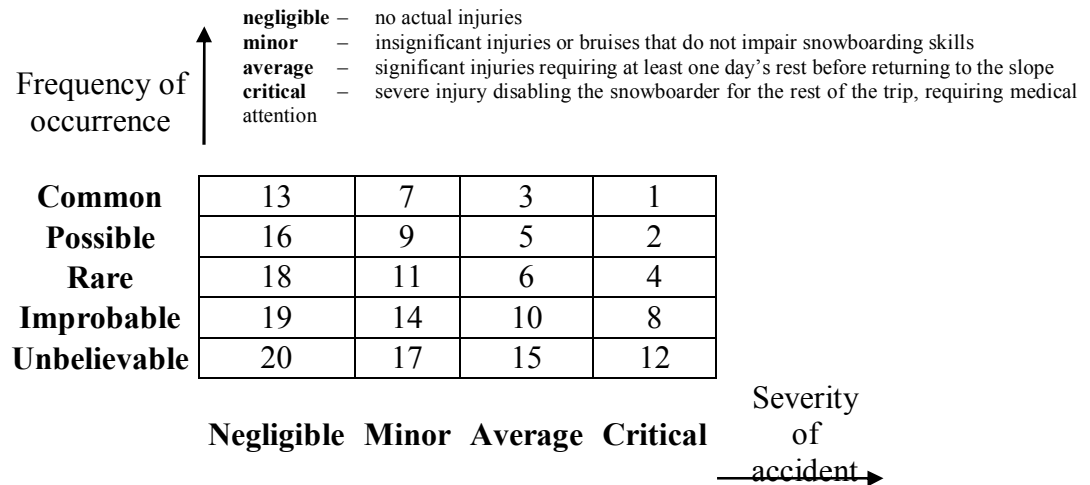 negligible – no actual injuries
minor – insignificant injuries or bruises that do not impair snowboarding skills
average – significant injuries requiring at least one day's rest before returning to the slope
critical – severe injury disabling the snowboarder for the rest of the trip, requiring medical
attention
Frequency of
occurrence
Common 13 7 3 1
Possible 16 9 5 2
Rare 18 11 6 4
Improbable 19 14 10 8
Unbelievable 20 17 15 12
Negligible Minor Average Critical
Severity
of
accident